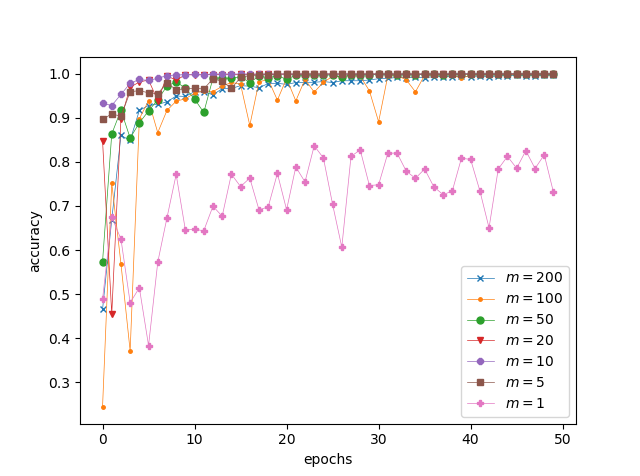 1.0
0.9
0.8
0.7
0.6
0.5
0.4
0.3
accuracy
0
10
20
30
40
50
epochs
m = 200
m = 100
m = 50
m = 20
m = 10
m = 5
m = 1